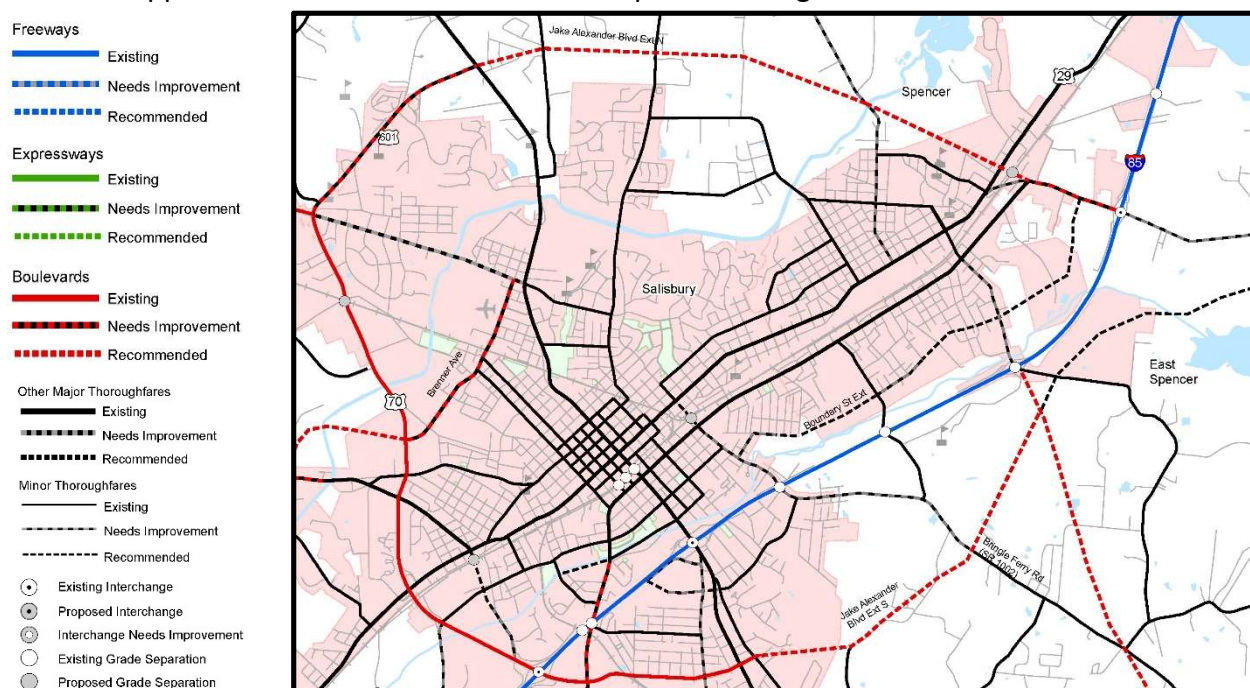 Freeways
Existing
Needs Improvement
Recommended
Expressways
Existing
Needs Improvement
Recommended
Boulevards
Existing
Needs Improvement
Recommended
Other Major Thoroughfares
Existing
Needs Improvement
Recommended
Minor Thoroughfares
Existing
Needs Improvement
Recommended
Existing Interchange
Proposed Interchange
Interchange Needs Improvement
Existing Grade Separation
Proposed Grade Separation
Jake Alexander Blvd Ext N
29
Spencer
601
85
Salisbury
Brenner Ave
70
East
Spencer
Boundary St Ext
Bringle Ferry Rd
(SR 1002)
Jake Alexander
Blvd Ext S